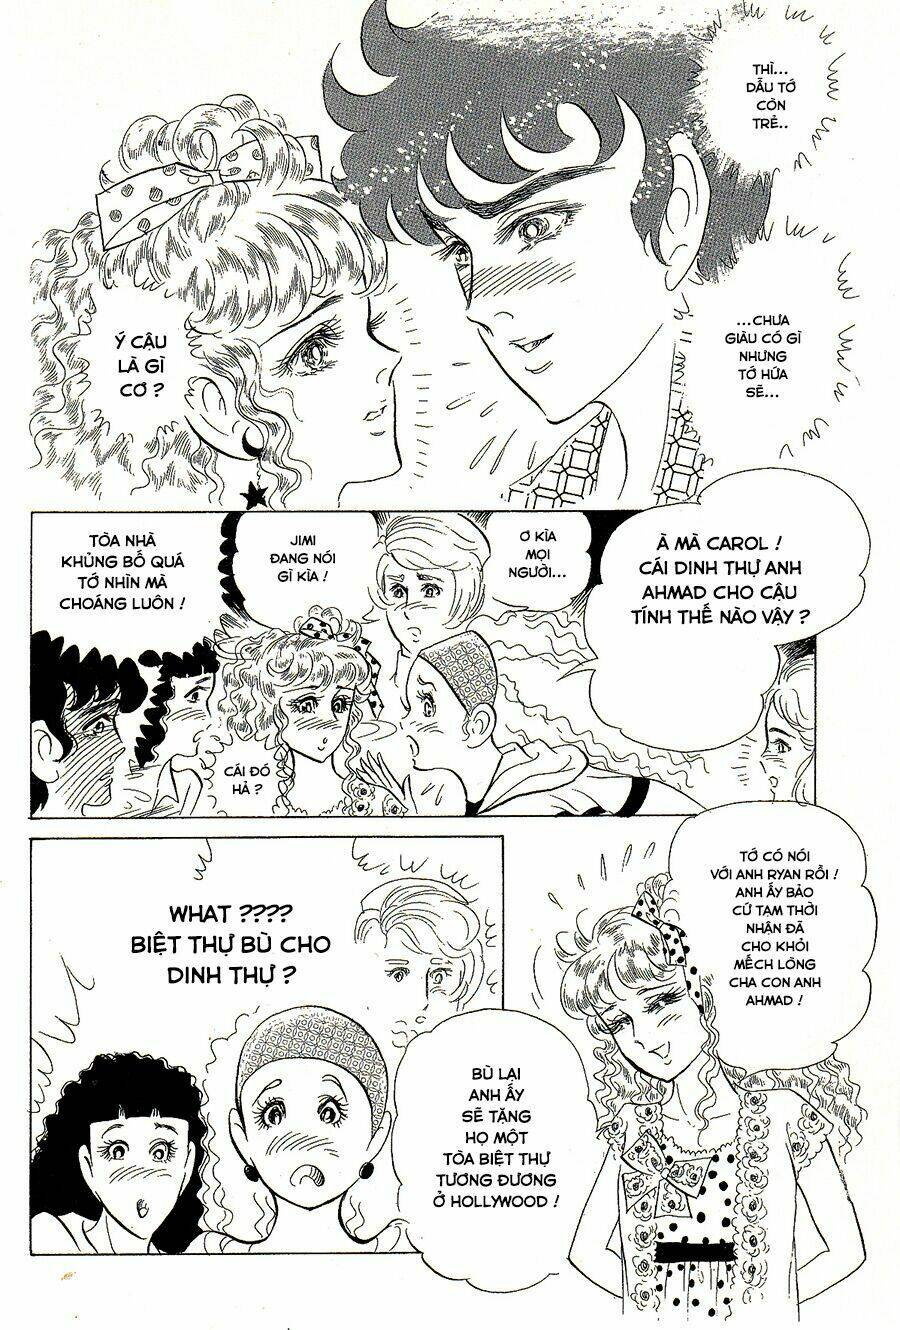 THÌ...
DẪU TỚ
CÒN
TRẺ..
...CHƯA
GIÀU CÓ GÌ
NHƯNG
TỚ HỨA
SẼ...
Ý CẬU
LÀ GÌ
CƠ ?
À MÀ CAROL !
CÁI DINH THỰ ANH
AHMAD CHO CẬU
TÍNH THẾ NÀO VẬY ?
Ơ KÌA
MỌI
NGƯỜI...
JIMI
ĐANG NÓI
GÌ KÌA !
TÒA NHÀ
KHỦNG BỐ QUÁ
TỚ NHÌN MÀ
CHOÁNG LUÔN !
CÁI ĐÓ
HẢ ?
TỚ CÓ NÓI
VỚI ANH RYAN RỒI !
ANH ẤY BẢO
CỨ TẠM THỜI
NHẬN ĐÃ
CHO KHỎI
MẾCH LÒNG
CHA CON ANH
AHMAD !
BÙ LẠI
ANH ẤY
SẼ TẶNG
HỌ MỘT
TÒA BIỆT THỰ
TƯƠNG ĐƯƠNG
Ở HOLLYWOOD !
WHAT ????
BIỆT THỰ BÙ CHO
DINH THỰ ?